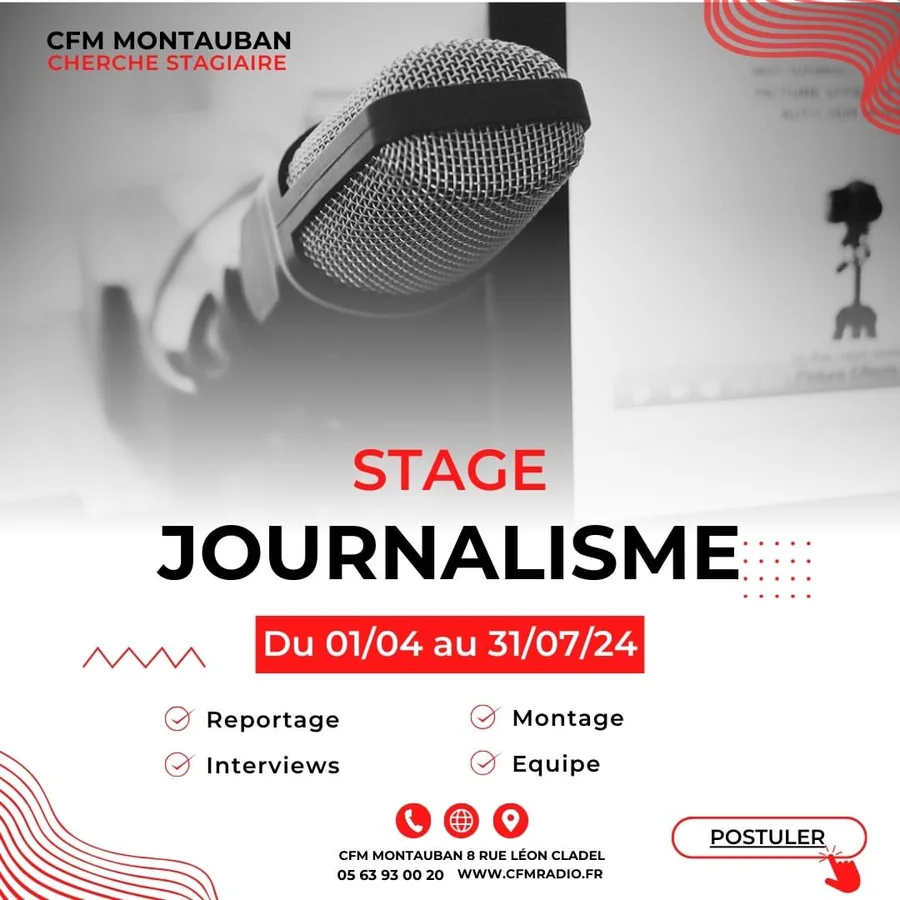 CFM MONTAUBAN
CHERCHE STAGIAIRE
STAGE
JOURNALISME
Du 01/04 au 31/07/24
Reportage
Montage
Interviews
Equipe
CFM MONTAUBAN 8 RUE LÉON CLADEL
05 63 93 00 20 WWW.CFMRADIO.FR
POSTULER